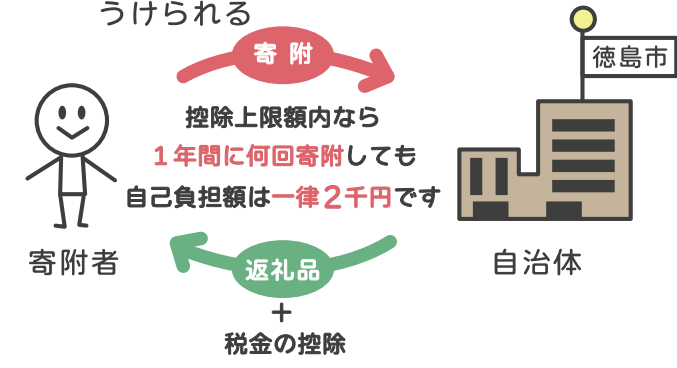 うけられる
寄附
徳島市
控除上限額内なら
１年間に何回寄附しても
自己負担額は一律２千円です
寄附者
自治体
返礼品
＋
税金の控除